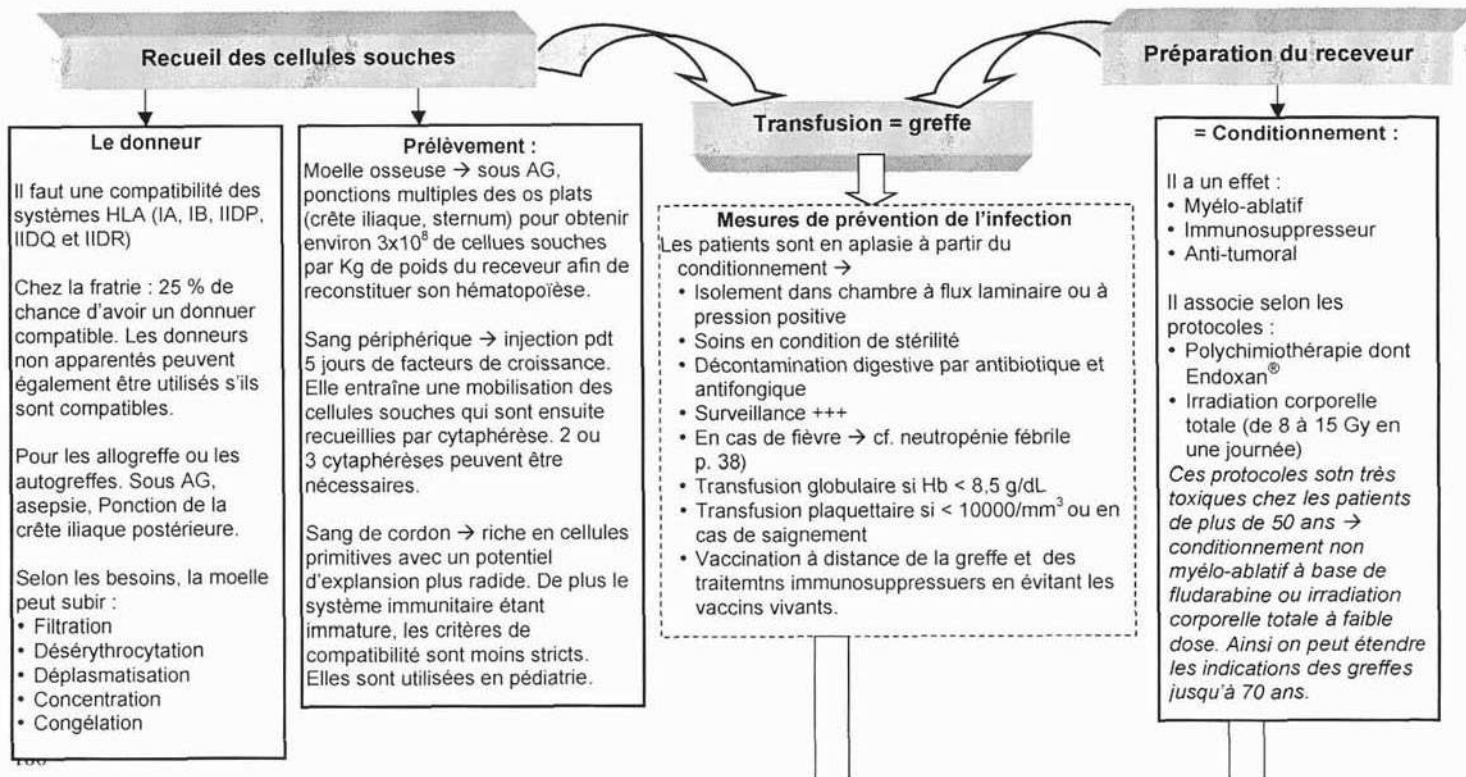 Recueil des cellules souches
Préparation du receveur
Transfusion = greffe
Le donneur
Il faut une compatibilité des
systèmes HLA (IA, IB, IIDP,
IIDQ et IIDR)
Chez la fratrie : 25 % de
chance d'avoir un donnuer
compatible. Les donneurs
non apparentés peuvent
également être utilisés s'ils
sont compatibles.
Pour les allogreffe ou les
autogreffes. Sous AG,
asepsie, Ponction de la
crête iliaque postérieure.
Selon les besoins, la moelle
peut subir :
• Filtration
• Désérythrocytation
• Déplasmatisation
• Concentration
• Congélation
Prélèvement :
Moelle osseuse → sous AG,
ponctions multiples des os plats
(crête iliaque, sternum) pour obtenir
environ 3x10⁸ de cellues souches
par Kg de poids du receveur afin de
reconstituer son hématopoïèse.
Sang périphérique → injection pdt
5 jours de facteurs de croissance.
Elle entraîne une mobilisation des
cellules souches qui sont ensuite
recueillies par cytaphérèse. 2 ou
3 cytaphérèses peuvent être
nécessaires.
Sang de cordon → riche en cellules
primitives avec un potentiel
d'explansion plus radide. De plus le
système immunitaire étant
immature, les critères de
compatibilité sont moins stricts.
Elles sont utilisées en pédiatrie.
Mesures de prévention de l'infection
Les patients sont en aplasie à partir du
conditionnement →
• Isolement dans chambre à flux laminaire ou à
pression positive
• Soins en condition de stérilité
• Décontamination digestive par antibiotique et
antifongique
• Surveillance +++
• En cas de fièvre → cf. neutropénie fébrile
p. 38)
• Transfusion globulaire si Hb < 8,5 g/dL
• Transfusion plaquettaire si < 10000/mm³ ou en
cas de saignement
• Vaccination à distance de la greffe et des
traitemtns immunosuppressuers en évitant les
vaccins vivants.
= Conditionnement :
Il a un effet :
• Myélo-ablatif
• Immunosuppresseur
• Anti-tumoral
Il associe selon les
protocoles :
• Polychimiothérapie dont
Endoxan®
• Irradiation corporelle
totale (de 8 à 15 Gy en
une journée)
Ces protocoles sotn très
toxiques chez les patients
de plus de 50 ans →
conditionnement non
myélo-ablatif à base de
fludarabine ou irradiation
corporelle totale à faible
dose. Ainsi on peut étendre
les indications des greffes
jusqu'à 70 ans.